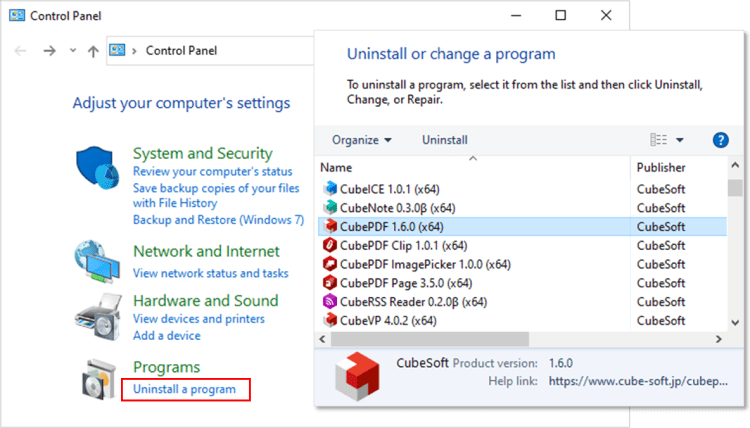 Control Panel
Control Panel
Adjust your computer's settings
System and Security
Review your computer's status
Save backup copies of your files
with File History
Backup and Restore (Windows 7)
Network and Internet
View network status and tasks
Hardware and Sound
View devices and printers
Add a device
Programs
Uninstall a program
Uninstall or change a program
To uninstall a program, select it from the list and then click Uninstall,
Change, or Repair.
Organize Uninstall
Name Publisher
CubeICE 1.0.1 (x64) CubeSoft
CubeNote 0.3.0β (x64) CubeSoft
CubePDF 1.6.0 (x64) CubeSoft
CubePDF Clip 1.0.1 (x64) CubeSoft
CubePDF ImagePicker 1.0.0 (x64) CubeSoft
CubePDF Page 3.5.0 (x64) CubeSoft
CubeRSS Reader 0.2.0β (x64) CubeSoft
CubeVP 4.0.2 (x64) CubeSoft
CubeSoft Product version: 1.6.0
Help link: https://www.cube-soft.jp/cubep...